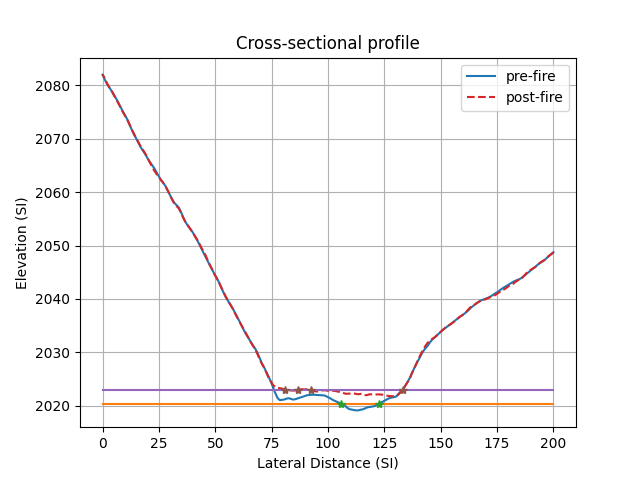 Cross-sectional profile
pre-fire
post-fire
2080
2070
2060
2050
2040
2030
2020
Elevation (SI)
0 25 50 75 100 125 150 175 200
Lateral Distance (SI)